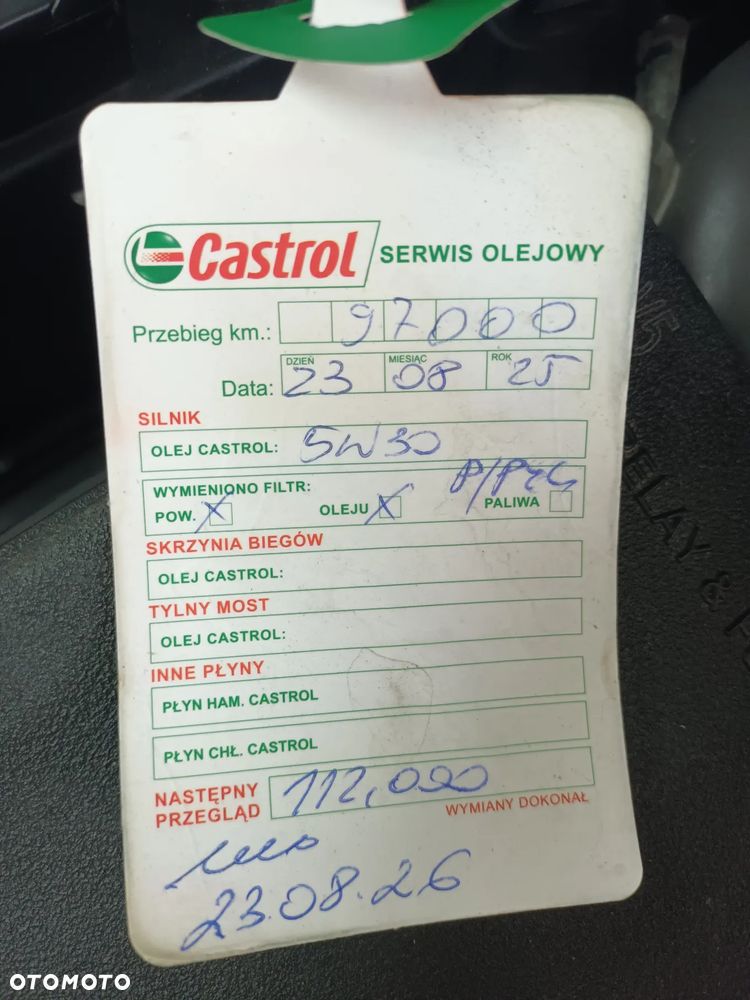 Castrol SERWIS OLEJOWY
Przebieg km.: 97000
DZIEŃ MIESIĄC ROK
Data: 23 08 25
SILNIK
OLEJ CASTROL: 5W30
WYMIENIONO FILTR: P/PYŁ
POW. X OLEJU X PALIWA
SKRZYNIA BIEGÓW
OLEJ CASTROL:
TYLNY MOST
OLEJ CASTROL:
INNE PŁYNY
PŁYN HAM. CASTROL
PŁYN CHŁ. CASTROL
NASTĘPNY PRZEGLĄD 112,000
WYMIANY DOKONAŁ
23.08.26
RELAY &
OTOMOTO